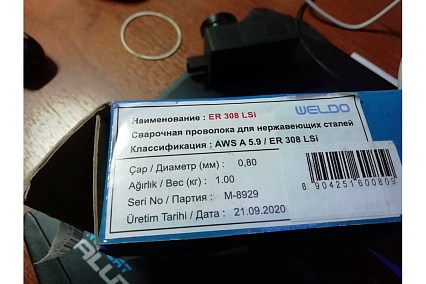 Наименование : ER 308 LSi
WELDO
Сварочная проволока для нержавеющих сталей
Классификация : AWS A 5.9 / ER 308 LSi
Çap / Диаметр (мм) : 0,80
Ağırlık / Вес (кг) : 1.00
Seri No / Партия : M-8929
Üretim Tarihi / Дата : 21.09.2020
8 904251 600809